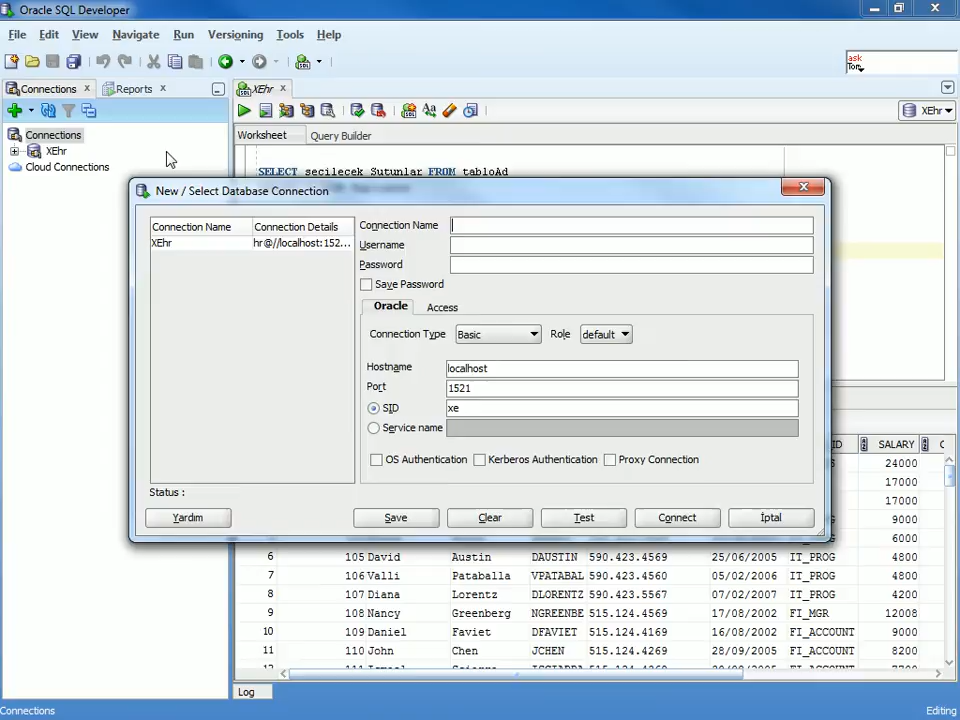 Oracle SQL Developer
File Edit View Navigate Run Versioning Tools Help
ask
Tom
Connections Reports XEhr
XEhr
Connections
XEhr
Cloud Connections
Worksheet Query Builder
SELECT secilecek_Sutunlar FROM tabloAd
New / Select Database Connection
Connection Name Connection Details
XEhr hr@//localhost:152...
Connection Name
Username
Password
Save Password
Oracle Access
Connection Type Basic Role default
Hostname localhost
Port 1521
SID xe
Service name
OS Authentication Kerberos Authentication Proxy Connection
Status :
Yardım Save Clear Test Connect İptal
ID SALARY C
S 24000
S 17000
S 17000
G 9000
G 6000
6 105 David Austin DAUSTIN 590.423.4569 25/06/2005 IT_PROG 4800
7 106 Valli Pataballa VPATABAL 590.423.4560 05/02/2006 IT_PROG 4800
8 107 Diana Lorentz DLORENTZ 590.423.5567 07/02/2007 IT_PROG 4200
9 108 Nancy Greenberg NGREENBE 515.124.4569 17/08/2002 FI_MGR 12008
10 109 Daniel Faviet DFAVIET 515.124.4169 16/08/2002 FI_ACCOUNT 9000
11 110 John Chen JCHEN 515.124.4269 28/09/2005 FI_ACCOUNT 8200
Log
Connections Editing